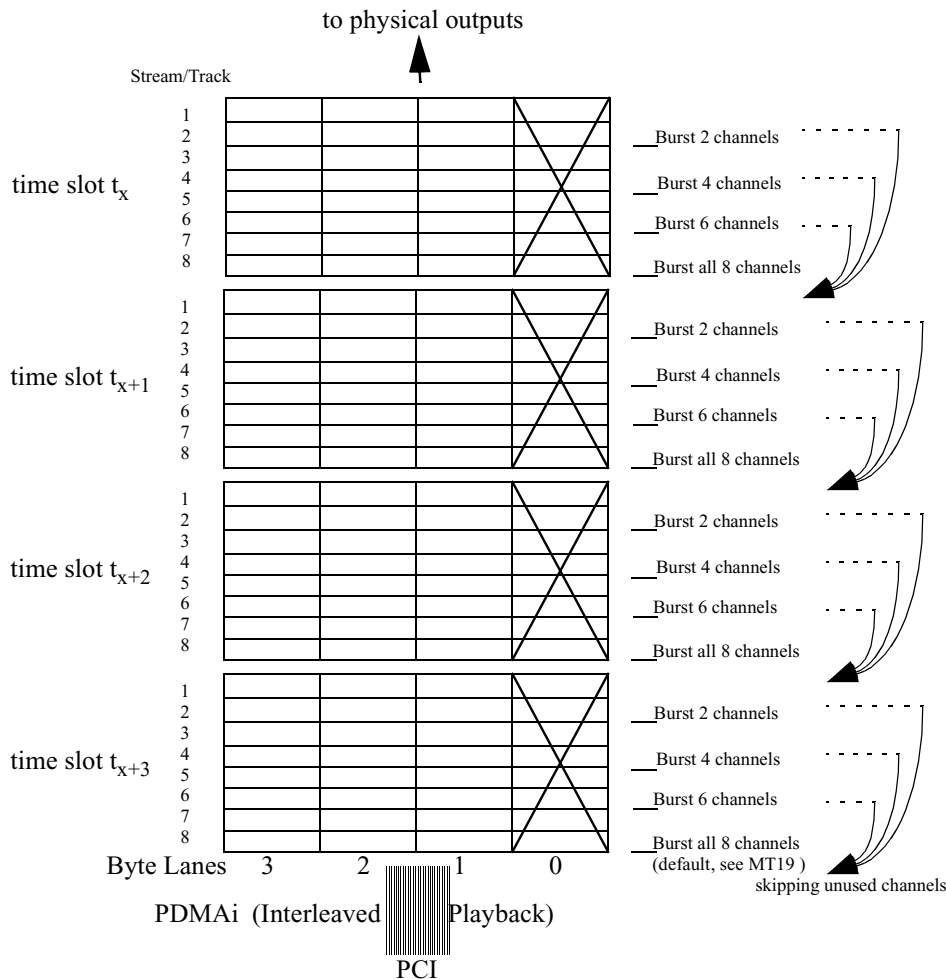 to physical outputs
Stream/Track
time slot tx
1
2
3
4
5
6
7
8
Burst 2 channels
Burst 4 channels
Burst 6 channels
Burst all 8 channels
time slot tx+1
1
2
3
4
5
6
7
8
Burst 2 channels
Burst 4 channels
Burst 6 channels
Burst all 8 channels
time slot tx+2
1
2
3
4
5
6
7
8
Burst 2 channels
Burst 4 channels
Burst 6 channels
Burst all 8 channels
time slot tx+3
1
2
3
4
5
6
7
8
Burst 2 channels
Burst 4 channels
Burst 6 channels
Burst all 8 channels
(default, see MT19 )
skipping unused channels
Byte Lanes 3 2 1 0
PDMAi (Interleaved Playback)
PCI